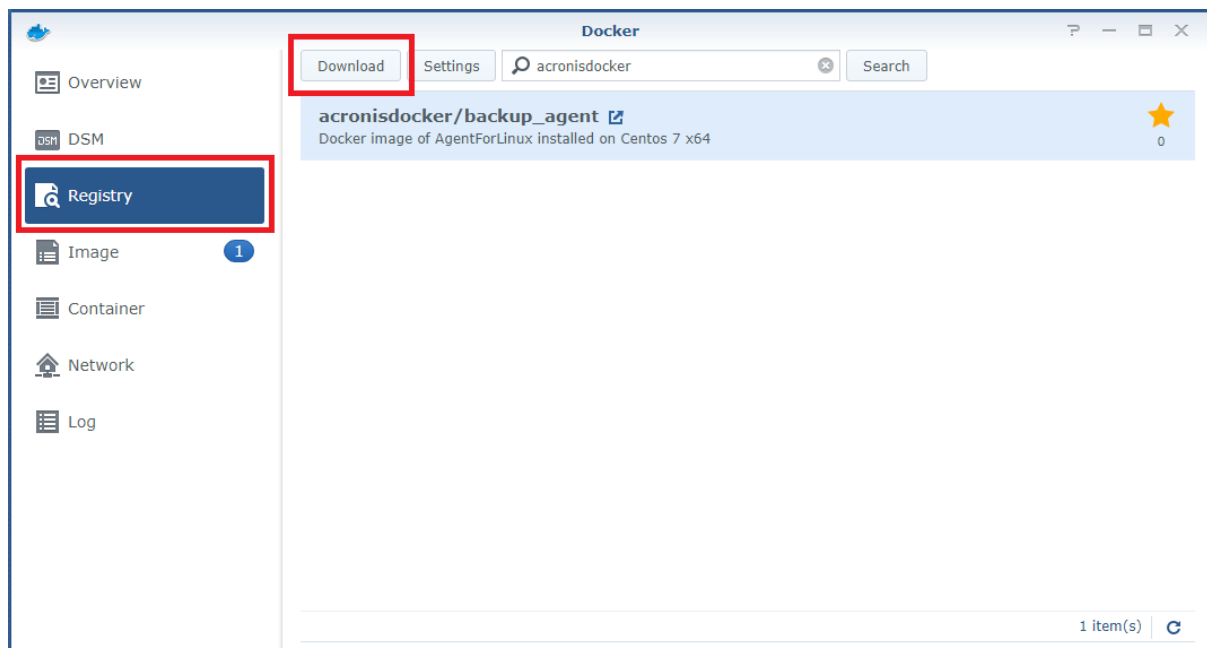 Docker
Overview
DSM
DSM
Registry
Image
1
Container
Network
Log
Download
Settings
acronisdocker
Search
acronisdocker/backup_agent
Docker image of AgentForLinux installed on Centos 7 x64
0
1 item(s)